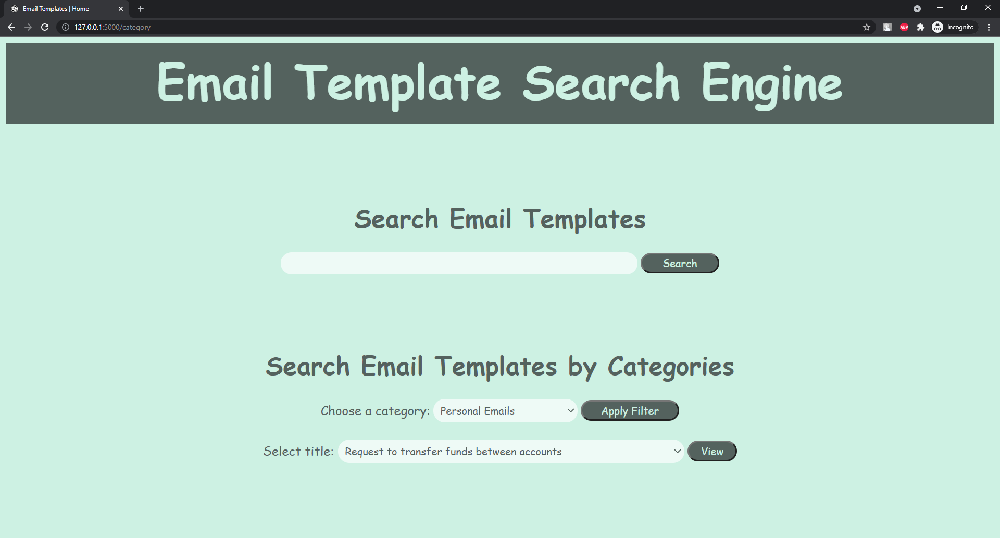 Email Templates | Home
127.0.0.1:5000/category
ABP
Incognito
Email Template Search Engine
Search Email Templates
Search
Search Email Templates by Categories
Choose a category: Personal Emails Apply Filter
Select title: Request to transfer funds between accounts View